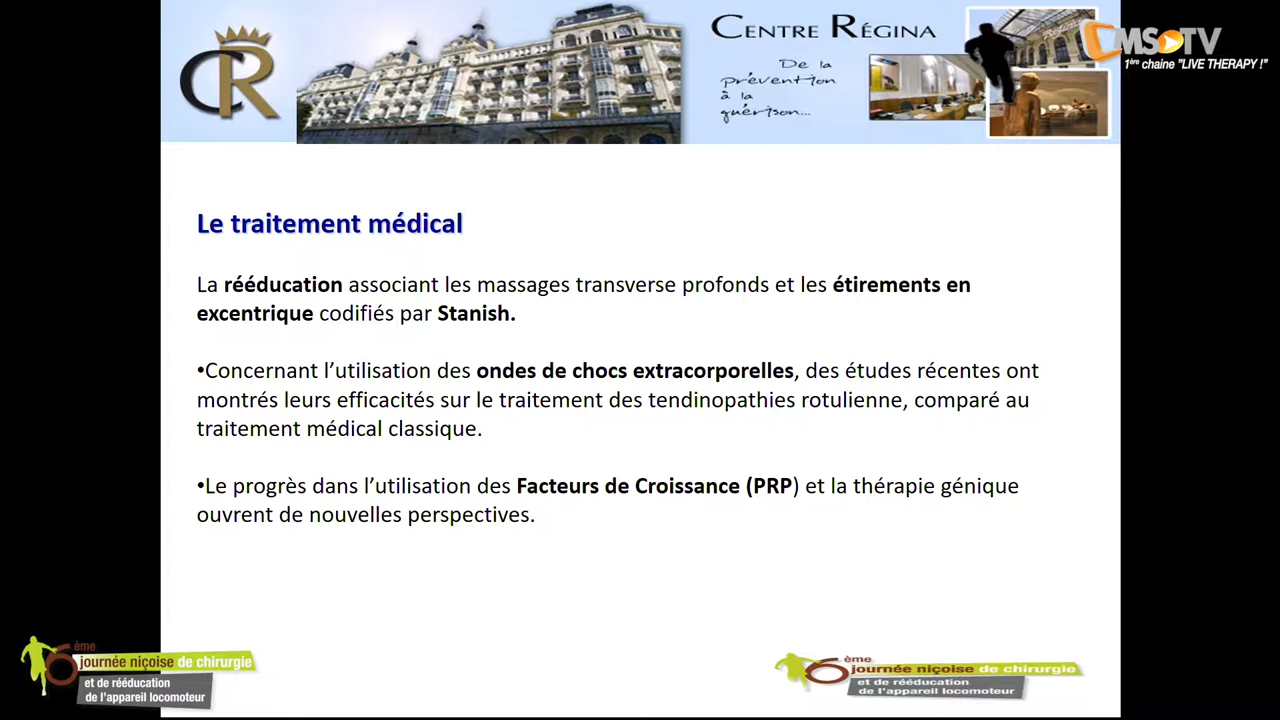 CR
CENTRE RÉGINA
De la
prévention
à la
guérison...
MSTV
1ère chaine "LIVE THERAPY !"
Le traitement médical
La rééducation associant les massages transverse profonds et les étirements en
excentrique codifiés par Stanish.
•Concernant l’utilisation des ondes de chocs extracorporelles, des études récentes ont
montrés leurs efficacités sur le traitement des tendinopathies rotulienne, comparé au
traitement médical classique.
•Le progrès dans l’utilisation des Facteurs de Croissance (PRP) et la thérapie génique
ouvrent de nouvelles perspectives.
6ème
journée niçoise de chirurgie
et de rééducation
de l'appareil locomoteur
6ème
journée niçoise de chirurgie
et de rééducation
de l'appareil locomoteur